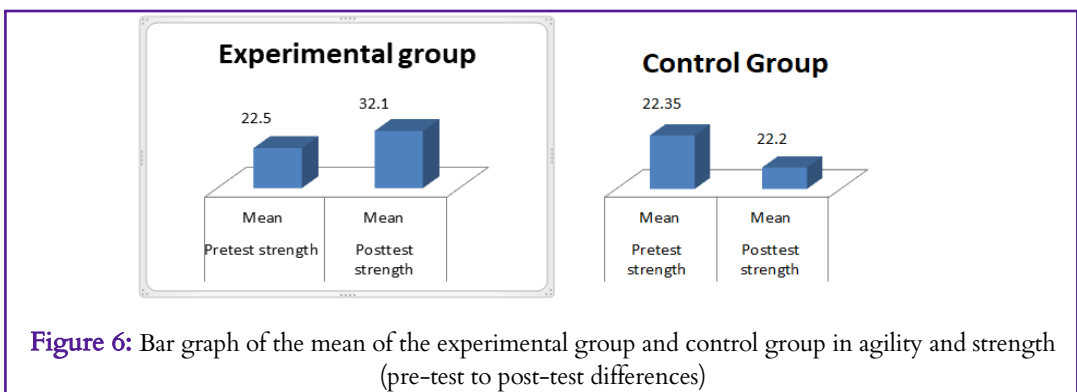 Experimental group
22.5
32.1
Mean
Mean
Pretest strength
Posttest
strength
Control Group
22.35
22.2
Mean
Mean
Pretest
strength
Posttest
strength
Figure 6: Bar graph of the mean of the experimental group and control group in agility and strength
(pre-test to post-test differences)